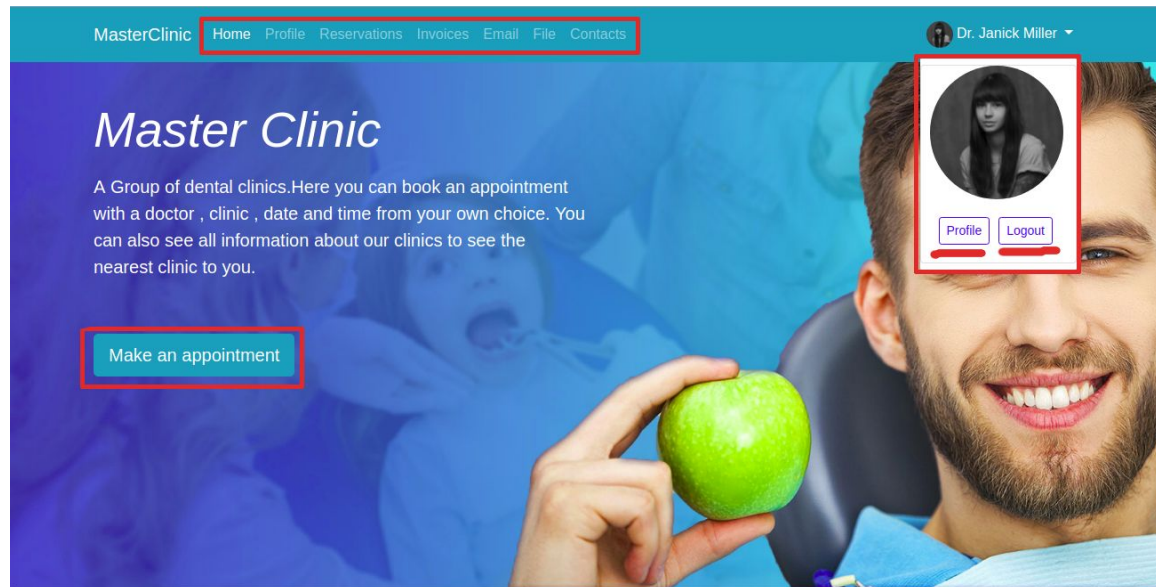 MasterClinic Home Profile Reservations Invoices Email File Contacts Dr. Janick Miller
Master Clinic
A Group of dental clinics.Here you can book an appointment
with a doctor , clinic , date and time from your own choice. You
can also see all information about our clinics to see the
nearest clinic to you.
Profile Logout
Make an appointment